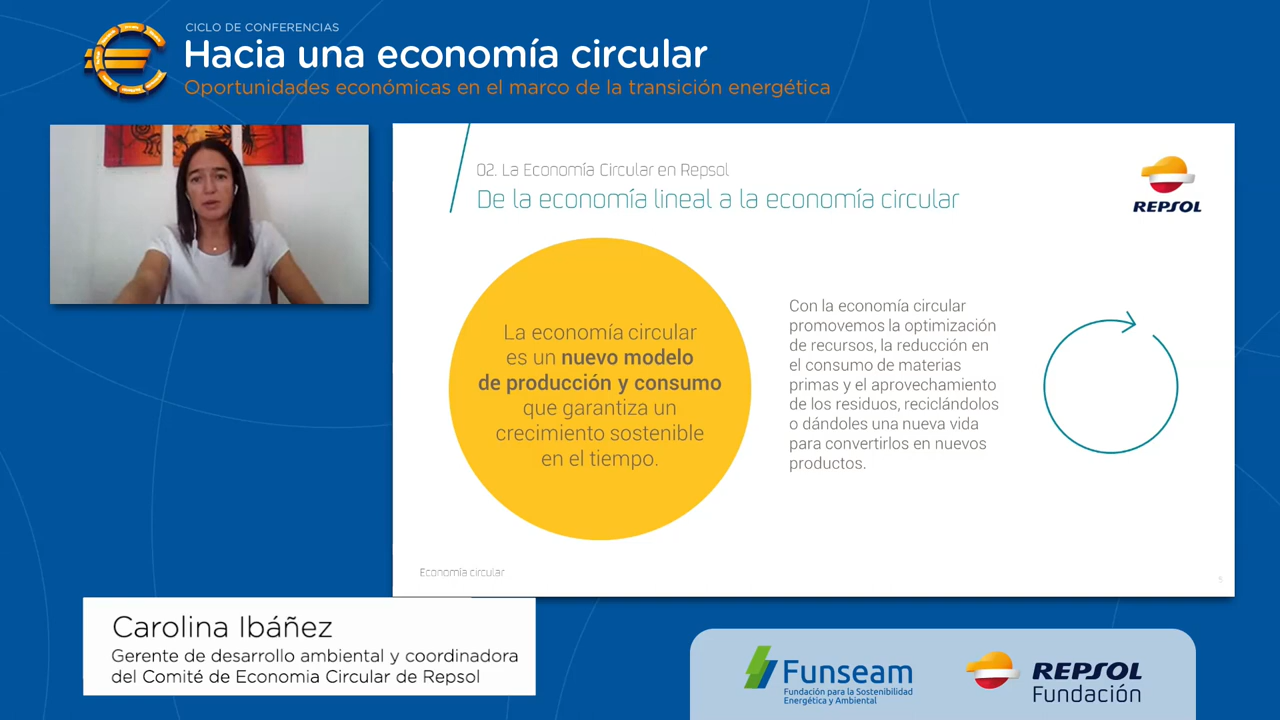 CICLO DE CONFERENCIAS
Hacia una economía circular
Oportunidades económicas en el marco de la transición energética
02. La Economía Circular en Repsol
De la economía lineal a la economía circular
REPSOL
La economía circular
es un nuevo modelo
de producción y consumo
que garantiza un
crecimiento sostenible
en el tiempo.
Con la economía circular
promovemos la optimización
de recursos, la reducción en
el consumo de materias
primas y el aprovechamiento
de los residuos, reciclándolos
o dándoles una nueva vida
para convertirlos en nuevos
productos.
Economía circular
5
Carolina Ibáñez
Gerente de desarrollo ambiental y coordinadora
del Comité de Economia Circular de Repsol
Funseam
Fundación para la Sostenibilidad
Energética y Ambiental
REPSOL
Fundación